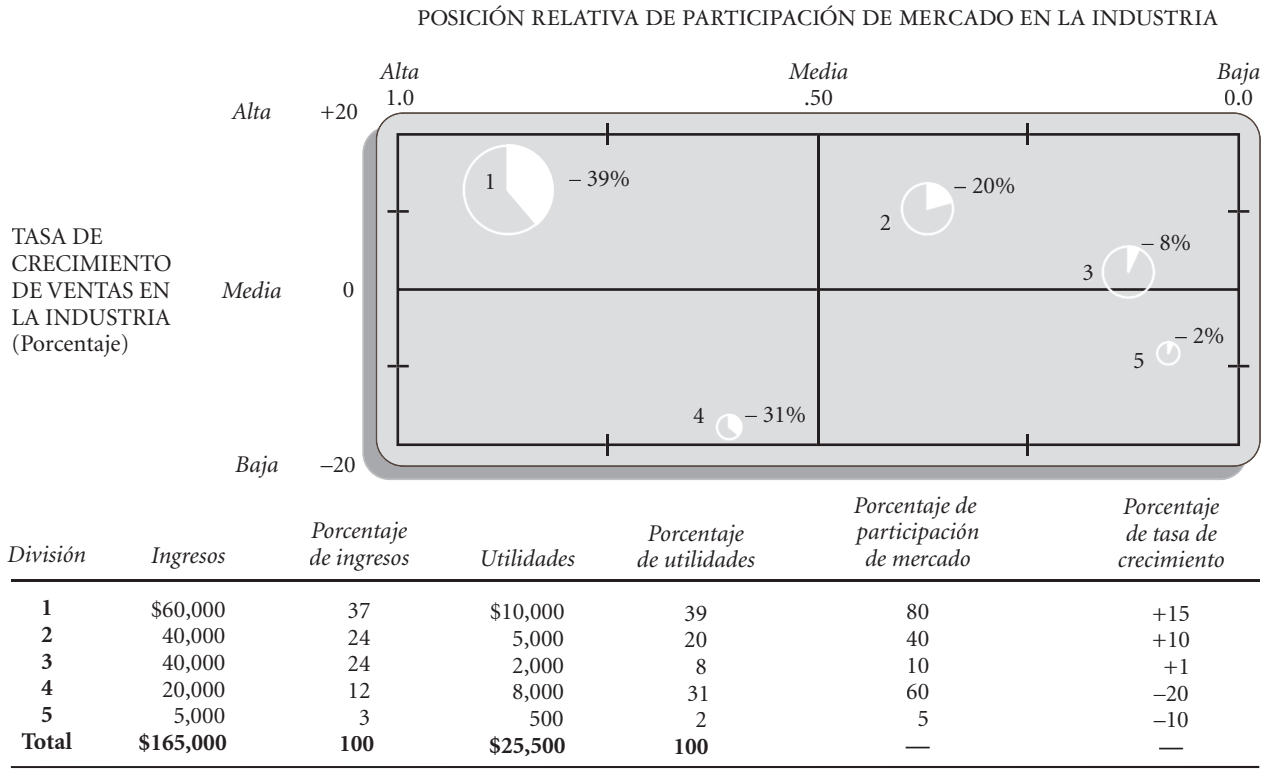 POSICIÓN RELATIVA DE PARTICIPACIÓN DE MERCADO EN LA INDUSTRIA
Alta Media Baja
1.0 .50 0.0
Alta +20
1 – 39%
– 20%
2
– 8%
3
TASA DE
CRECIMIENTO
DE VENTAS EN
LA INDUSTRIA
(Porcentaje)
Media 0
– 2%
5
4 – 31%
Baja –20
División Ingresos Porcentaje de ingresos Utilidades Porcentaje de utilidades Porcentaje de participación de mercado Porcentaje de tasa de crecimiento
1 $60,000 37 $10,000 39 80 +15
2 40,000 24 5,000 20 40 +10
3 40,000 24 2,000 8 10 +1
4 20,000 12 8,000 31 60 –20
5 5,000 3 500 2 5 –10
Total $165,000 100 $25,500 100 — —